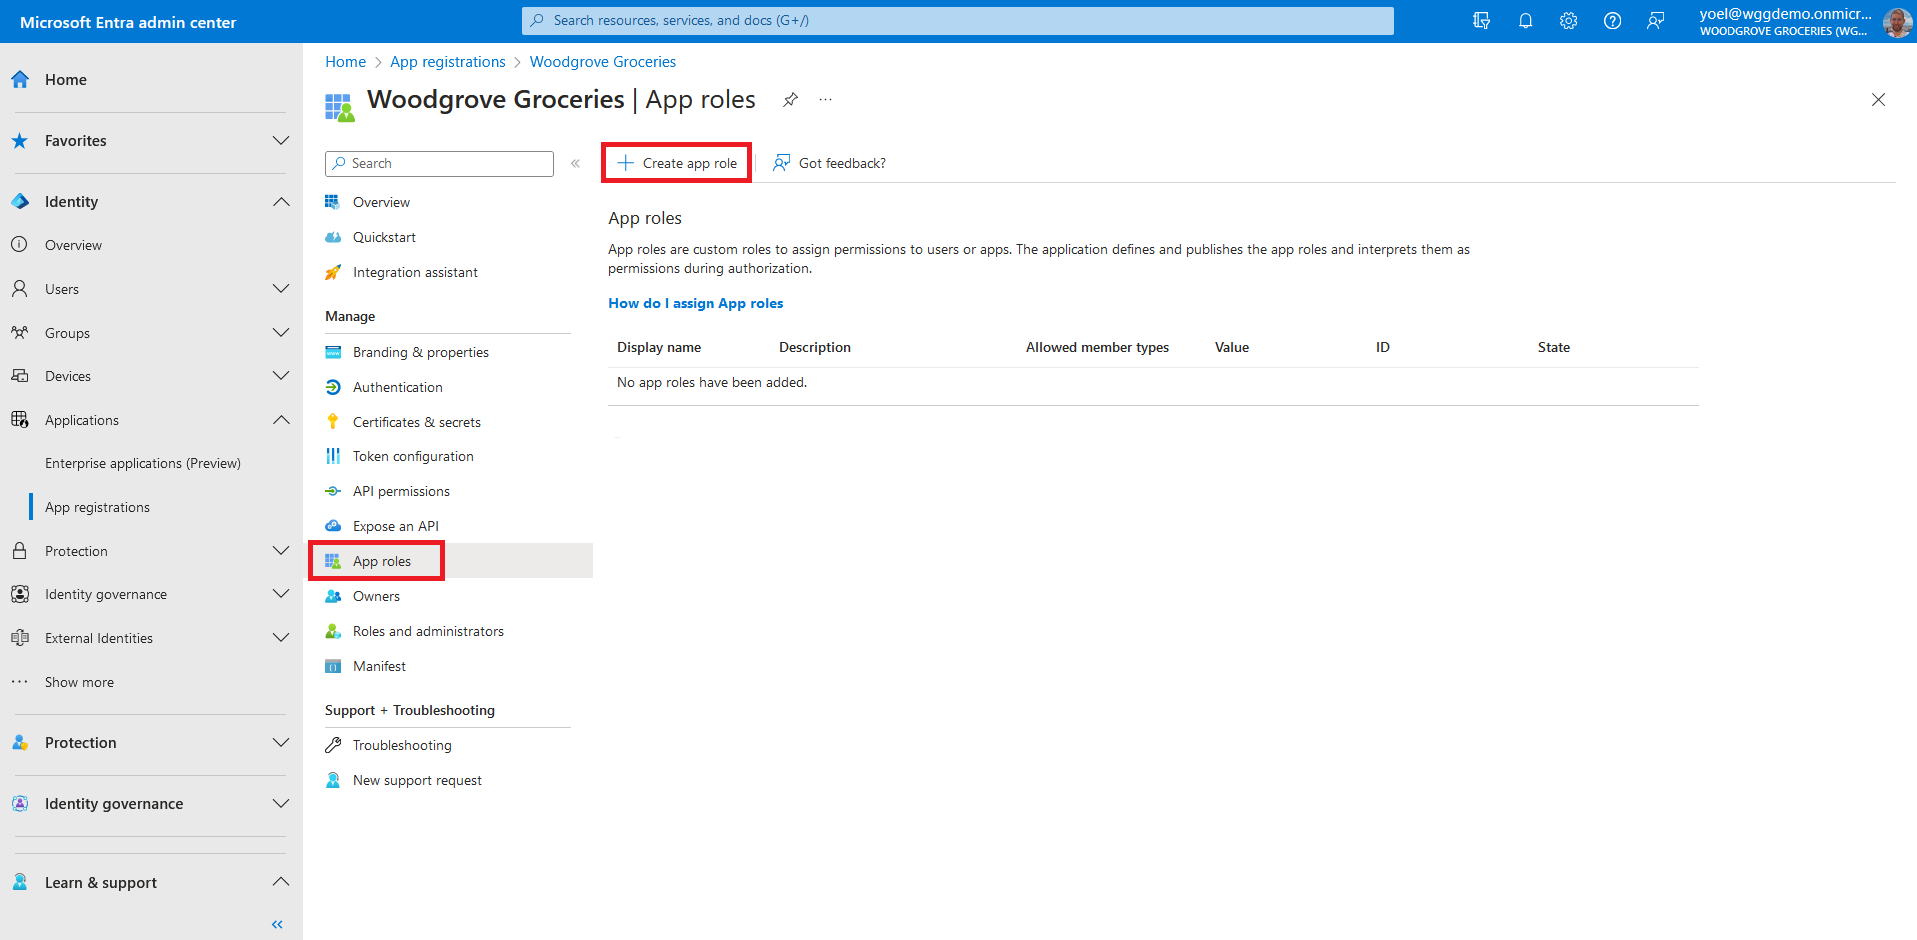 Microsoft Entra admin center
Search resources, services, and docs (G+/)
yoel@wggdemo.onmicr...
WOODGROVE GROCERIES (WG...
Home
Favorites
Identity
Overview
Users
Groups
Devices
Applications
Enterprise applications (Preview)
App registrations
Protection
Identity governance
External Identities
Show more
Protection
Identity governance
Learn & support
Home > App registrations > Woodgrove Groceries
Woodgrove Groceries | App roles
Search
Overview
Quickstart
Integration assistant
Manage
Branding & properties
Authentication
Certificates & secrets
Token configuration
API permissions
Expose an API
App roles
Owners
Roles and administrators
Manifest
Support + Troubleshooting
Troubleshooting
New support request
Create app role
Got feedback?
App roles
App roles are custom roles to assign permissions to users or apps. The application defines and publishes the app roles and interprets them as
permissions during authorization.
How do I assign App roles
Display name Description Allowed member types Value ID State
No app roles have been added.